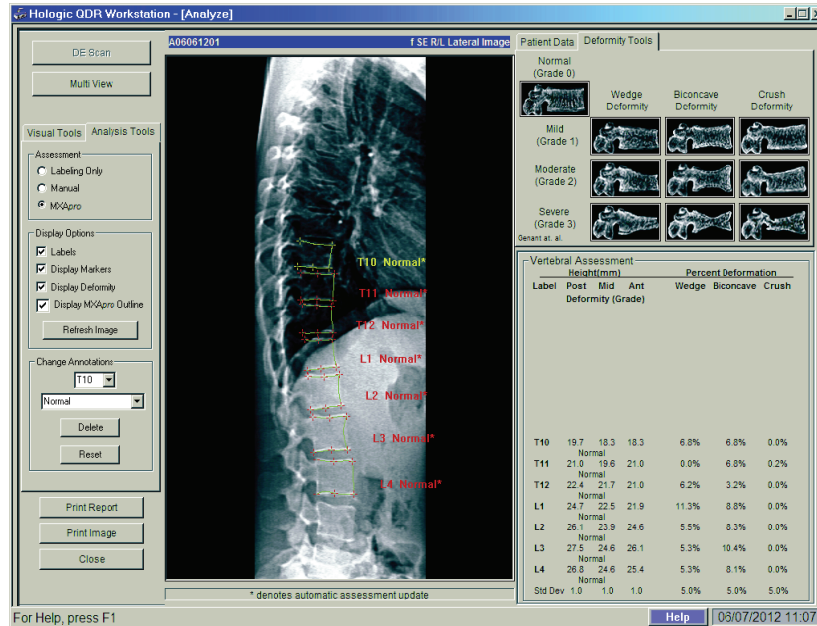 Hologic QDR Workstation - [Analyze]
DE Scan
Multi View
Visual Tools
Analysis Tools
Assessment
Labeling Only
Manual
MXApro
Display Options
Labels
Display Markers
Display Deformity
Display MXApro Outline
Refresh Image
Change Annotations
T10
Normal
Delete
Reset
Print Report
Print Image
Close
A06061201 f SE R/L Lateral Image
T10 Normal*
T11 Normal*
T12 Normal*
L1 Normal*
L2 Normal*
L3 Normal*
L4 Normal*
* denotes automatic assessment update
Patient Data
Deformity Tools
Normal
(Grade 0)
Wedge
Deformity
Biconcave
Deformity
Crush
Deformity
Mild
(Grade 1)
Moderate
(Grade 2)
Severe
(Grade 3)
Genant at. al.
Vertebral Assessment
Height(mm) Percent Deformation
Label Post Mid Ant Wedge Biconcave Crush
Deformity (Grade)
T10 19.7 18.3 18.3 6.8% 6.8% 0.0%
Normal
T11 21.0 19.6 21.0 0.0% 6.8% 0.2%
Normal
T12 22.4 21.7 21.0 6.2% 3.2% 0.0%
Normal
L1 24.7 22.5 21.9 11.3% 8.8% 0.0%
Normal
L2 26.1 23.9 24.6 5.5% 8.3% 0.0%
Normal
L3 27.5 24.6 26.1 5.3% 10.4% 0.0%
Normal
L4 26.8 24.6 25.4 5.3% 8.1% 0.0%
Normal
Std Dev 1.0 1.0 1.0 5.0% 5.0% 5.0%
For Help, press F1
Help
06/07/2012 11:07